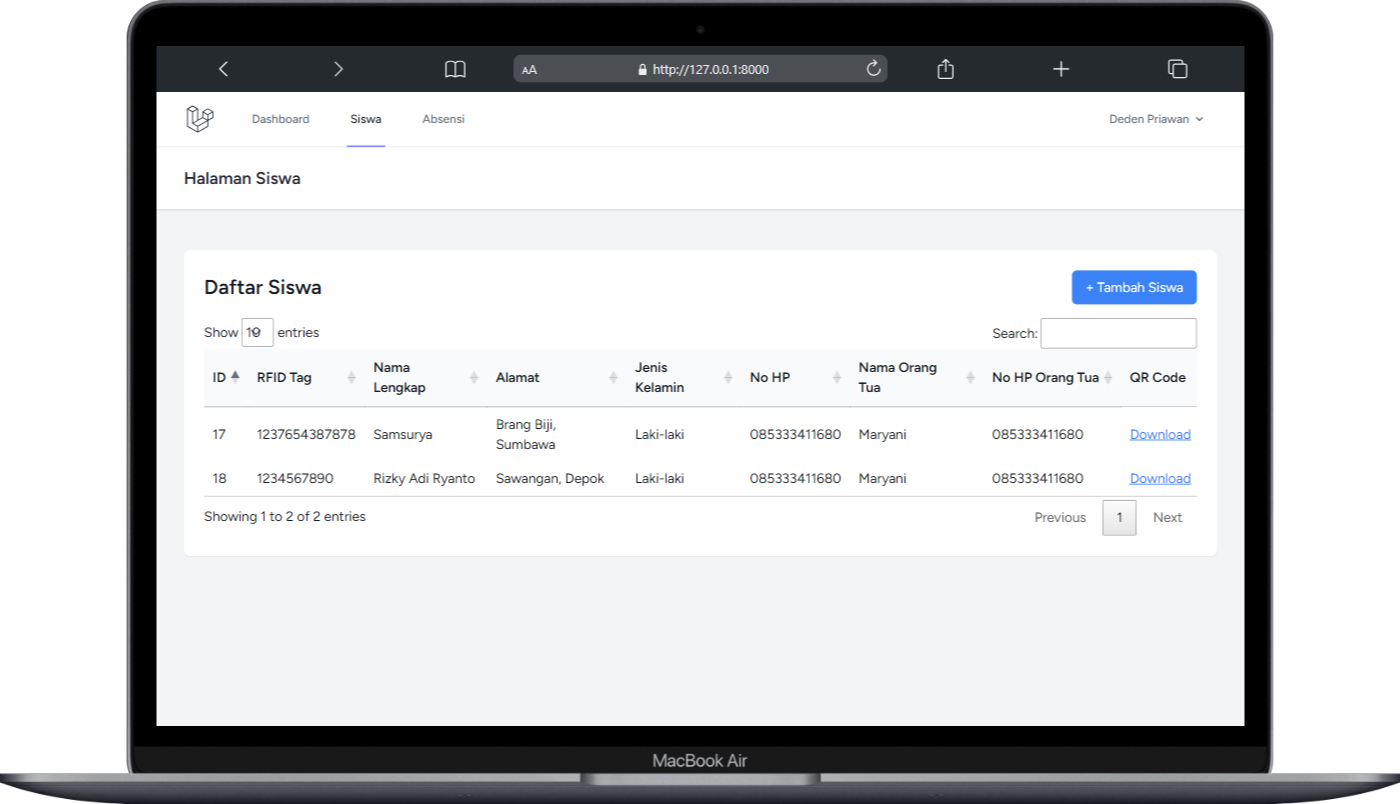 AA http://127.0.0.1:8000
Dashboard Siswa Absensi Deden Priawan
Halaman Siswa
Daftar Siswa + Tambah Siswa
Show 10 entries Search:
ID RFID Tag Nama Lengkap Alamat Jenis Kelamin No HP Nama Orang Tua No HP Orang Tua QR Code
17 1237654387878 Samsurya Brang Biji, Sumbawa Laki-laki 085333411680 Maryani 085333411680 Download
18 1234567890 Rizky Adi Ryanto Sawangan, Depok Laki-laki 085333411680 Maryani 085333411680 Download
Showing 1 to 2 of 2 entries Previous 1 Next
MacBook Air